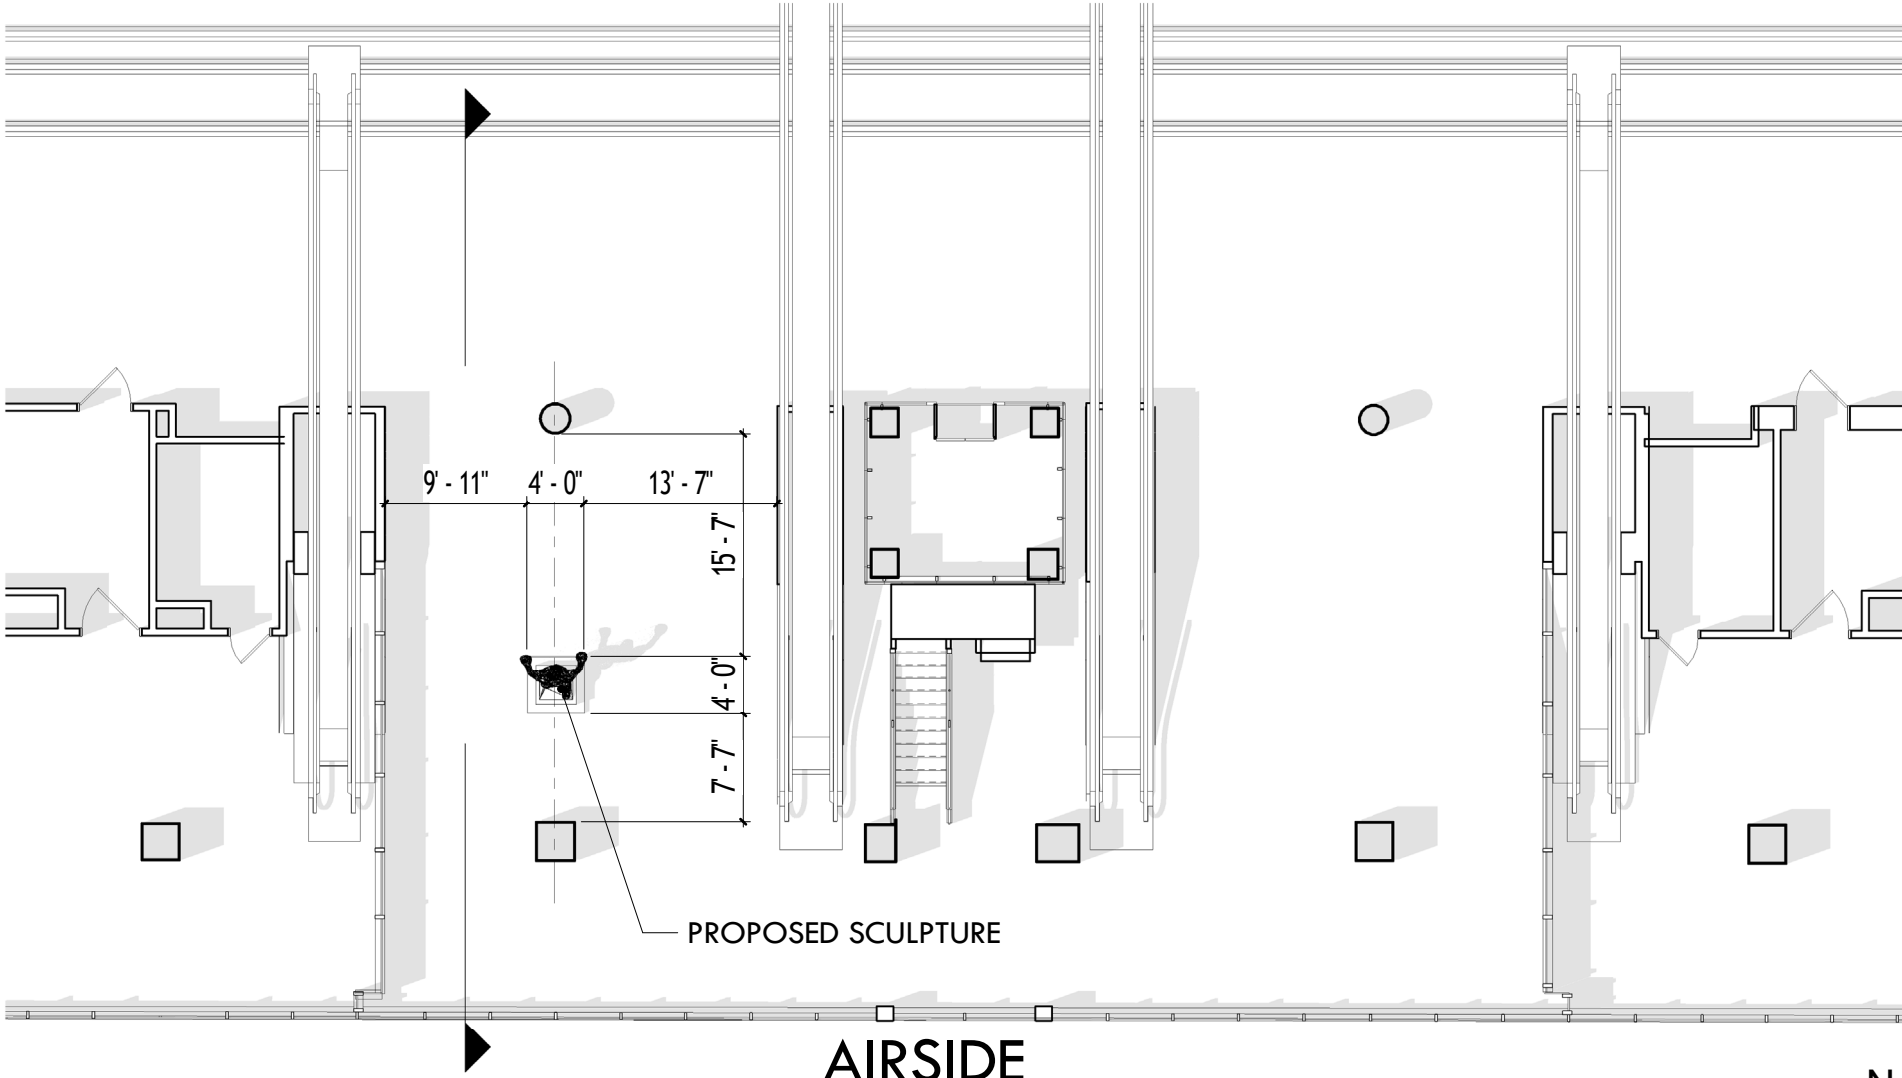 9' - 11" 4' - 0" 13' - 7"
15' - 7"
4' - 0"
7' - 7"
PROPOSED SCULPTURE
AIRSIDE